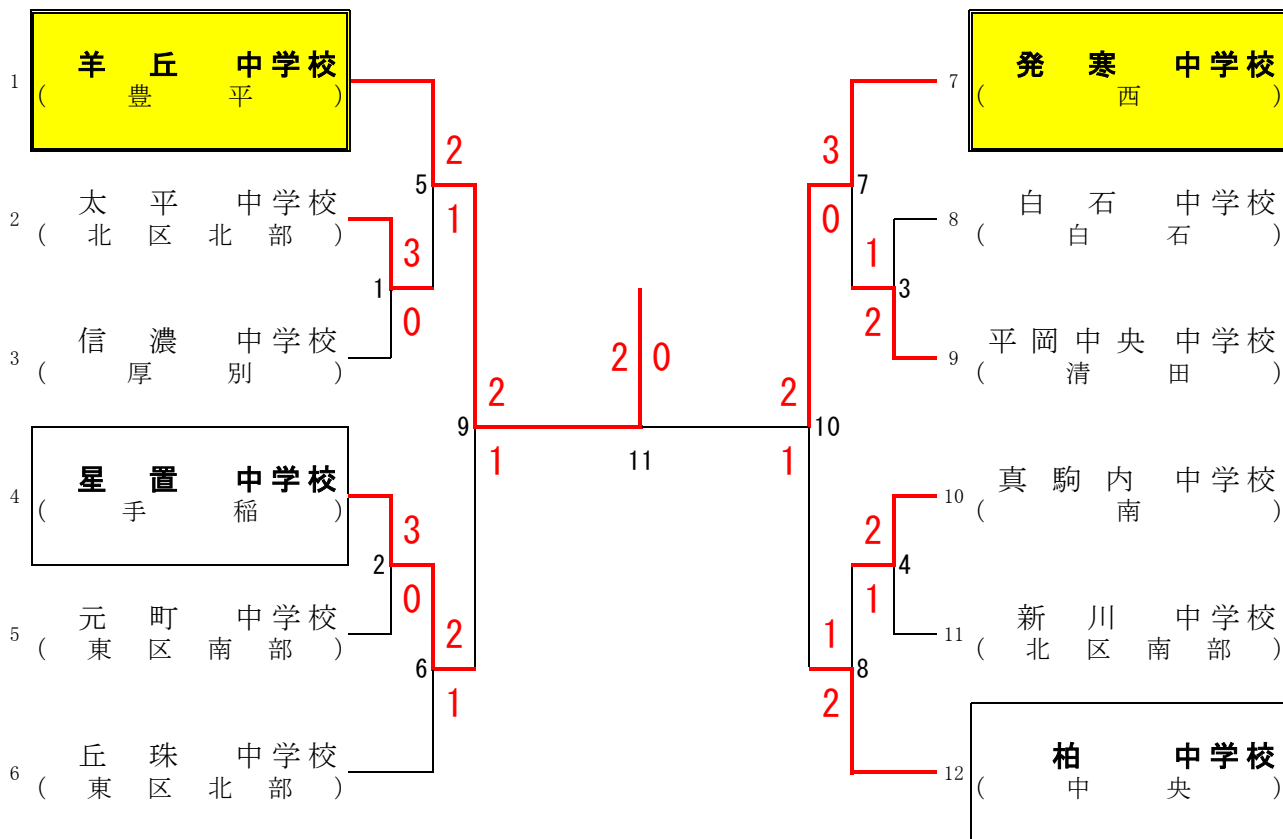 1 羊丘 中学校
( 豊平 )
2 太平 中学校
( 北区北部 )
3 信濃 中学校
( 厚別 )
4 星置 中学校
( 手稲 )
5 元町 中学校
( 東区南部 )
6 丘珠 中学校
( 東区北部 )
2
5
1
3
1
0
2
9
1
3
2
0
2
6
1
2 0
11
3
7
0
1
3
2
2
10
1
2
4
1
1
8
2
7 発寒 中学校
( 西 )
8 白石 中学校
( 白石 )
9 平岡中央 中学校
( 清田 )
10 真駒内 中学校
( 南 )
11 新川 中学校
( 北区南部 )
12 柏 中学校
( 中央 )